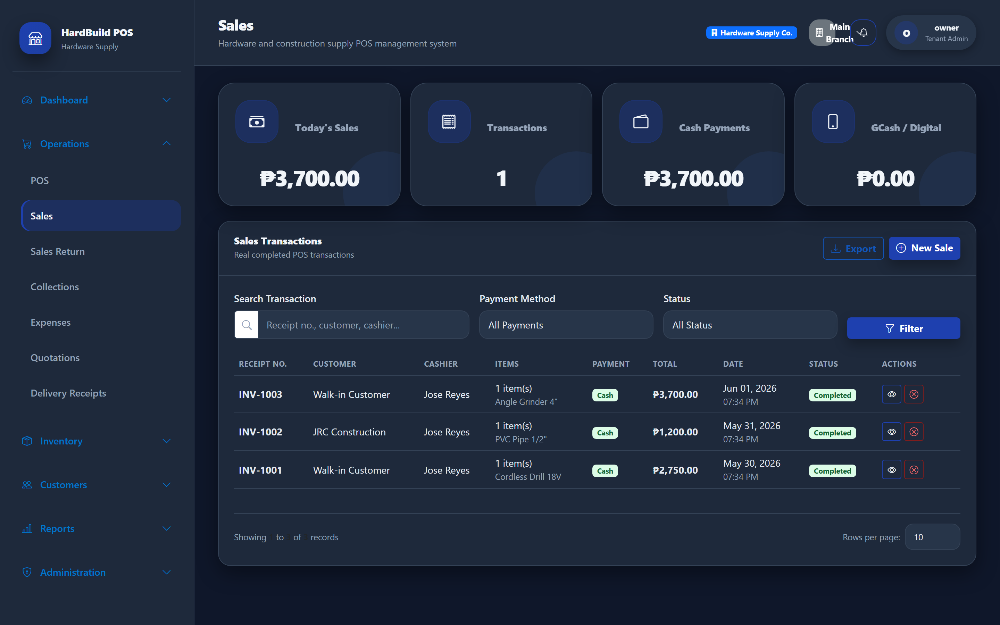 HardBuild POS
Hardware Supply
Dashboard
Operations
POS
Sales
Sales Return
Collections
Expenses
Quotations
Delivery Receipts
Inventory
Customers
Reports
Administration
Sales
Hardware and construction supply POS management system
Hardware Supply Co.
Main
Branch
o
owner
Tenant Admin
Today's Sales
₱3,700.00
Transactions
1
Cash Payments
₱3,700.00
GCash / Digital
₱0.00
Sales Transactions
Real completed POS transactions
Export
New Sale
Search Transaction
Payment Method
Status
Receipt no., customer, cashier...
All Payments
All Status
Filter
RECEIPT NO. CUSTOMER CASHIER ITEMS PAYMENT TOTAL DATE STATUS ACTIONS
INV-1003 Walk-in Customer Jose Reyes 1 item(s) Cash ₱3,700.00 Jun 01, 2026 Completed
Angle Grinder 4" 07:34 PM
INV-1002 JRC Construction Jose Reyes 1 item(s) Cash ₱1,200.00 May 31, 2026 Completed
PVC Pipe 1/2" 07:34 PM
INV-1001 Walk-in Customer Jose Reyes 1 item(s) Cash ₱2,750.00 May 30, 2026 Completed
Cordless Drill 18V 07:34 PM
Showing to of records
Rows per page: 10